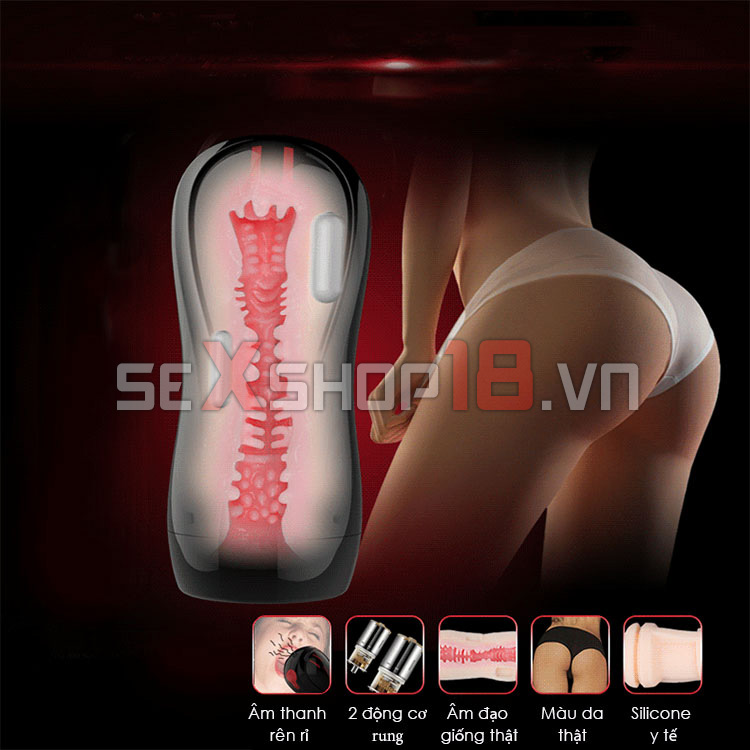 SEXSHOP18.VN
Âm thanh
rên rỉ
2 động cơ
rung
Âm đạo
giống thật
Màu da
thật
Silicone
y tế